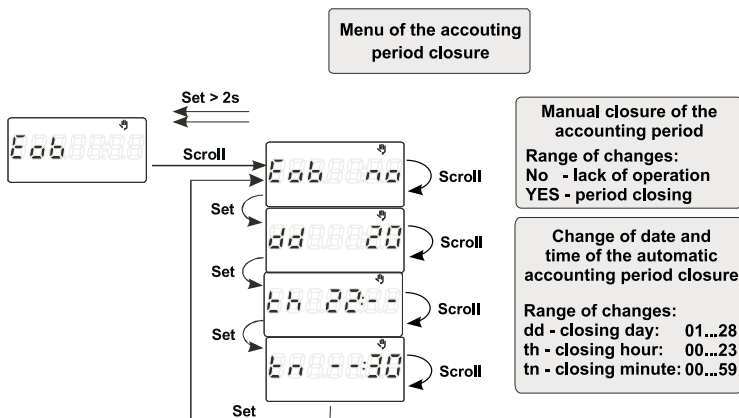 Menu of the accouting
period closure
Set > 2s
Eob
Scroll
Eob no
Scroll
Set
dd 20
Scroll
Set
th 22:--
Scroll
Set
tn --:30
Scroll
Set
Manual closure of the
accounting period
Range of changes:
No - lack of operation
YES - period closing
Change of date and
time of the automatic
accounting period closure
Range of changes:
dd - closing day: 01...28
th - closing hour: 00...23
tn - closing minute: 00...59